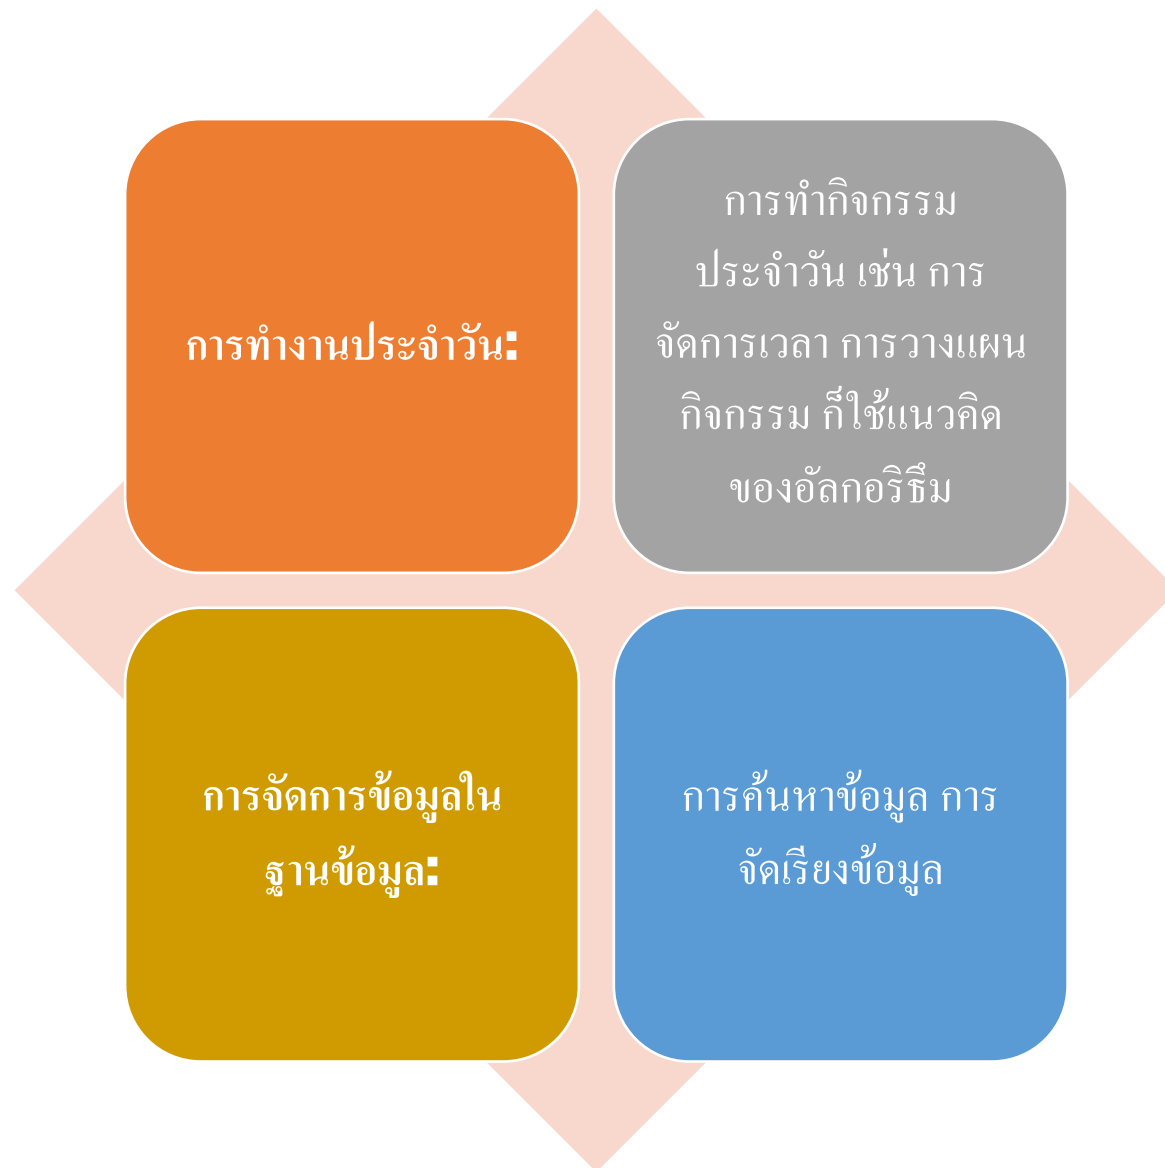 การทำงานประจำวัน:
การทำกิจกรรม
ประจำวัน เช่น การ
จัดการเวลา การวางแผน
กิจกรรม ก็ใช้แนวคิด
ของอัลกอริธึม
การจัดการข้อมูลใน
ฐานข้อมูล:
การค้นหาข้อมูล การ
จัดเรียงข้อมูล